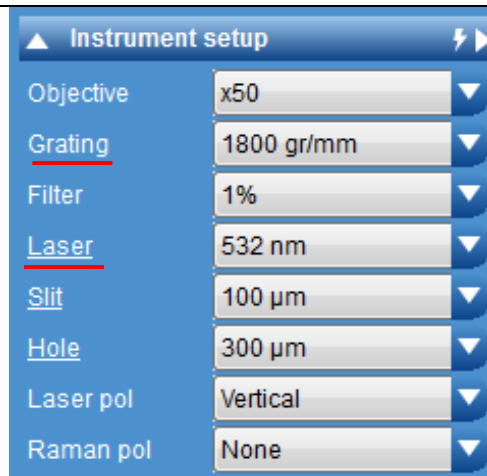 Instrument setup
Objective x50
Grating 1800 gr/mm
Filter 1%
Laser 532 nm
Slit 100 µm
Hole 300 µm
Laser pol Vertical
Raman pol None